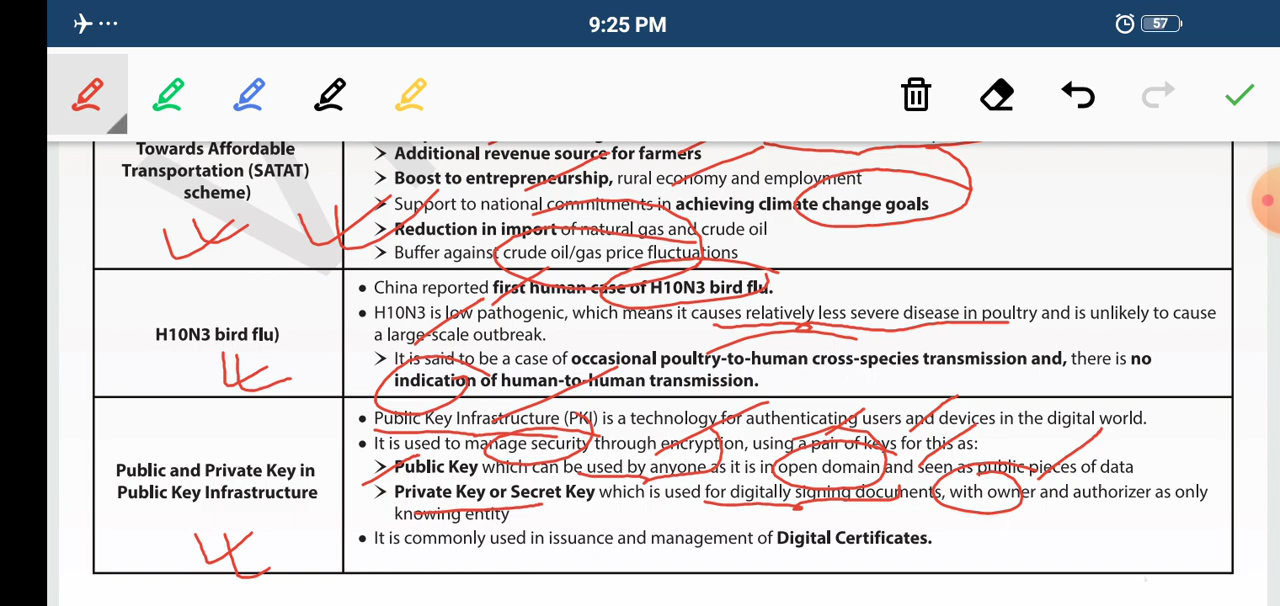 9:25 PM
57
Towards Affordable
Transportation (SATAT)
scheme)
➤ Additional revenue source for farmers
➤ Boost to entrepreneurship, rural economy and employment
➤ Support to national commitments in achieving climate change goals
➤ Reduction in import of natural gas and crude oil
➤ Buffer against crude oil/gas price fluctuations
H10N3 bird flu)
• China reported first human case of H10N3 bird flu.
• H10N3 is low pathogenic, which means it causes relatively less severe disease in poultry and is unlikely to cause
a large-scale outbreak.
➤ It is said to be a case of occasional poultry-to-human cross-species transmission and, there is no
indication of human-to-human transmission.
Public and Private Key in
Public Key Infrastructure
• Public Key Infrastructure (PKI) is a technology for authenticating users and devices in the digital world.
• It is used to manage security through encryption, using a pair of keys for this as:
➤ Public Key which can be used by anyone as it is in open domain and seen as public pieces of data
➤ Private Key or Secret Key which is used for digitally signing documents, with owner and authorizer as only
knowing entity
• It is commonly used in issuance and management of Digital Certificates.